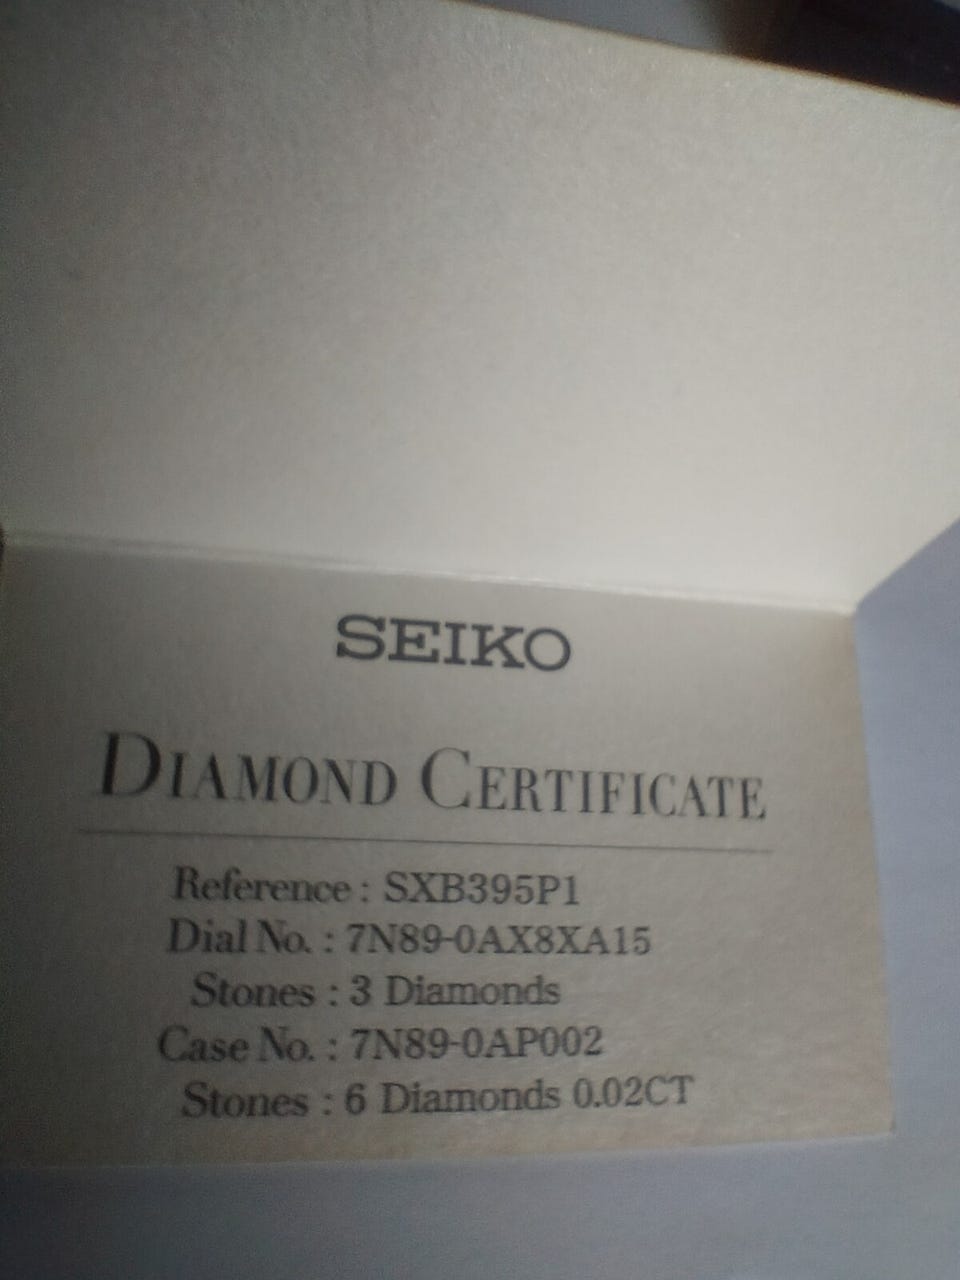 SEIKO
DIAMOND CERTIFICATE
Reference : SXB395P1
Dial No. : 7N89-0AX8XA15
Stones : 3 Diamonds
Case No. : 7N89-0AP002
Stones : 6 Diamonds 0.02CT